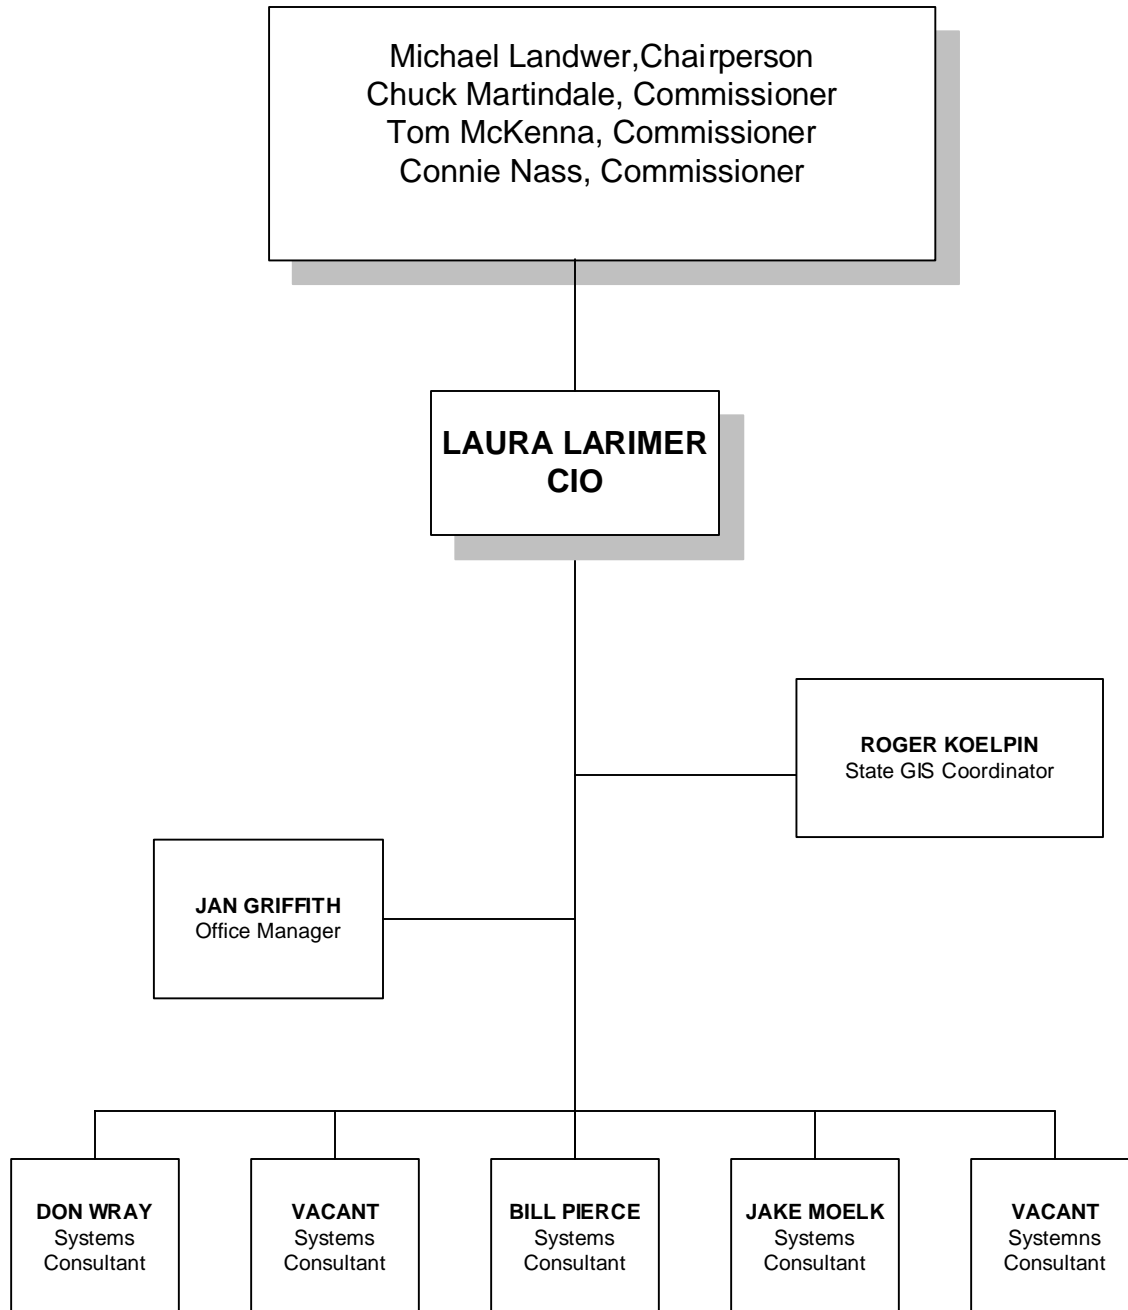 Michael Landwer,Chairperson
Chuck Martindale, Commissioner
Tom McKenna, Commissioner
Connie Nass, Commissioner
LAURA LARIMER
CIO
ROGER KOELPIN
State GIS Coordinator
JAN GRIFFITH
Office Manager
DON WRAY
Systems
Consultant
VACANT
Systems
Consultant
BILL PIERCE
Systems
Consultant
JAKE MOELK
Systems
Consultant
VACANT
Systemns
Consultant